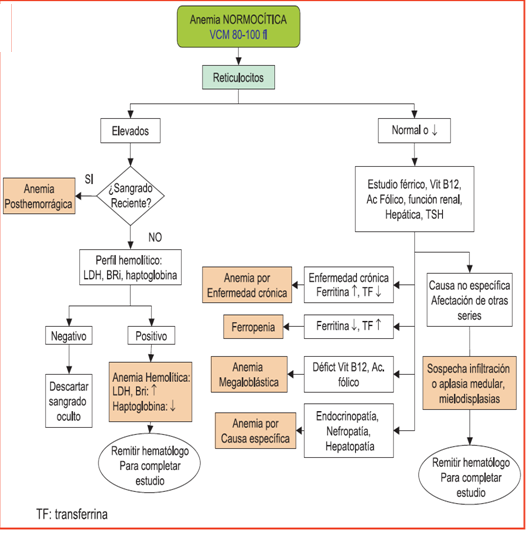 Anemia NORMOCÍTICA
VCM 80-100 fl
Reticulocitos
Elevados
Normal o ↓
SI
¿Sangrado
Reciente?
Anemia
Posthemorrágica
NO
Perfil hemolítico:
LDH, BRi, haptoglobina
Negativo
Positivo
Descartar
sangrado
oculto
Anemia Hemolítica:
LDH, Bri: ↑
Haptoglobina: ↓
Remitir hematólogo
Para completar
estudio
Estudio férrico, Vit B12,
Ac Fólico, función renal,
Hepática, TSH
Anemia por
Enfermedad crónica
Enfermedad crónica
Ferritina ↑, TF ↓
Ferropenia
Ferritina ↓, TF ↑
Anemia
Megaloblástica
Défict Vit B12, Ac.
fólico
Anemia por
Causa específica
Endocrinopatía,
Nefropatía,
Hepatopatía
Causa no específica
Afectación de otras
series
Sospecha infiltración
o aplasia medular,
mielodisplasias
Remitir hematólogo
Para completar
estudio
TF: transferrina